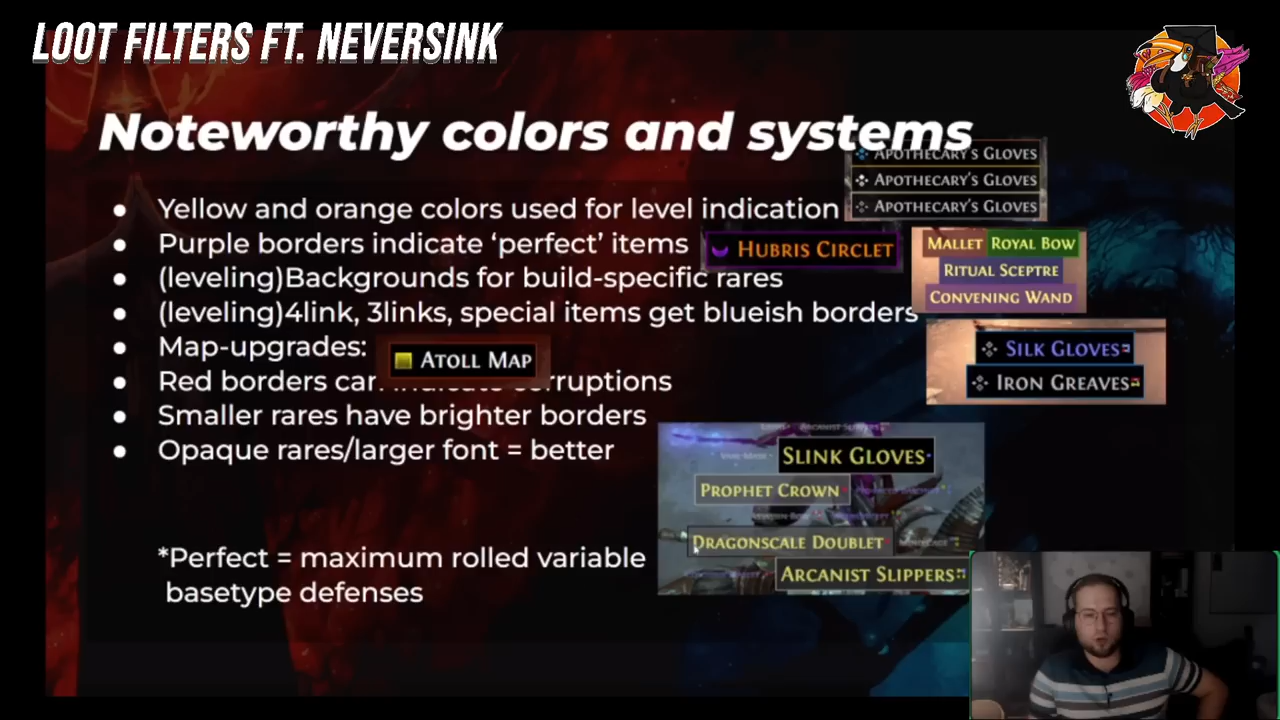 LOOT FILTERS FT. NEVERSINK
Noteworthy colors and systems
APOTHECARY'S GLOVES
APOTHECARY'S GLOVES
APOTHECARY'S GLOVES
● Yellow and orange colors used for level indication
● Purple borders indicate 'perfect' items
HUBRIS CIRCLET
MALLET ROYAL BOW
RITUAL SCEPTRE
CONVENING WAND
● (leveling)Backgrounds for build-specific rares
● (leveling)4link, 3links, special items get blueish borders
● Map-upgrades:
ATOLL MAP
SILK GLOVES
IRON GREAVES
● Red borders can indicate corruptions
● Smaller rares have brighter borders
● Opaque rares/larger font = better
SLINK GLOVES
PROPHET CROWN
DRAGONSCALE DOUBLET
ARCANIST SLIPPERS
*Perfect = maximum rolled variable
basetype defenses